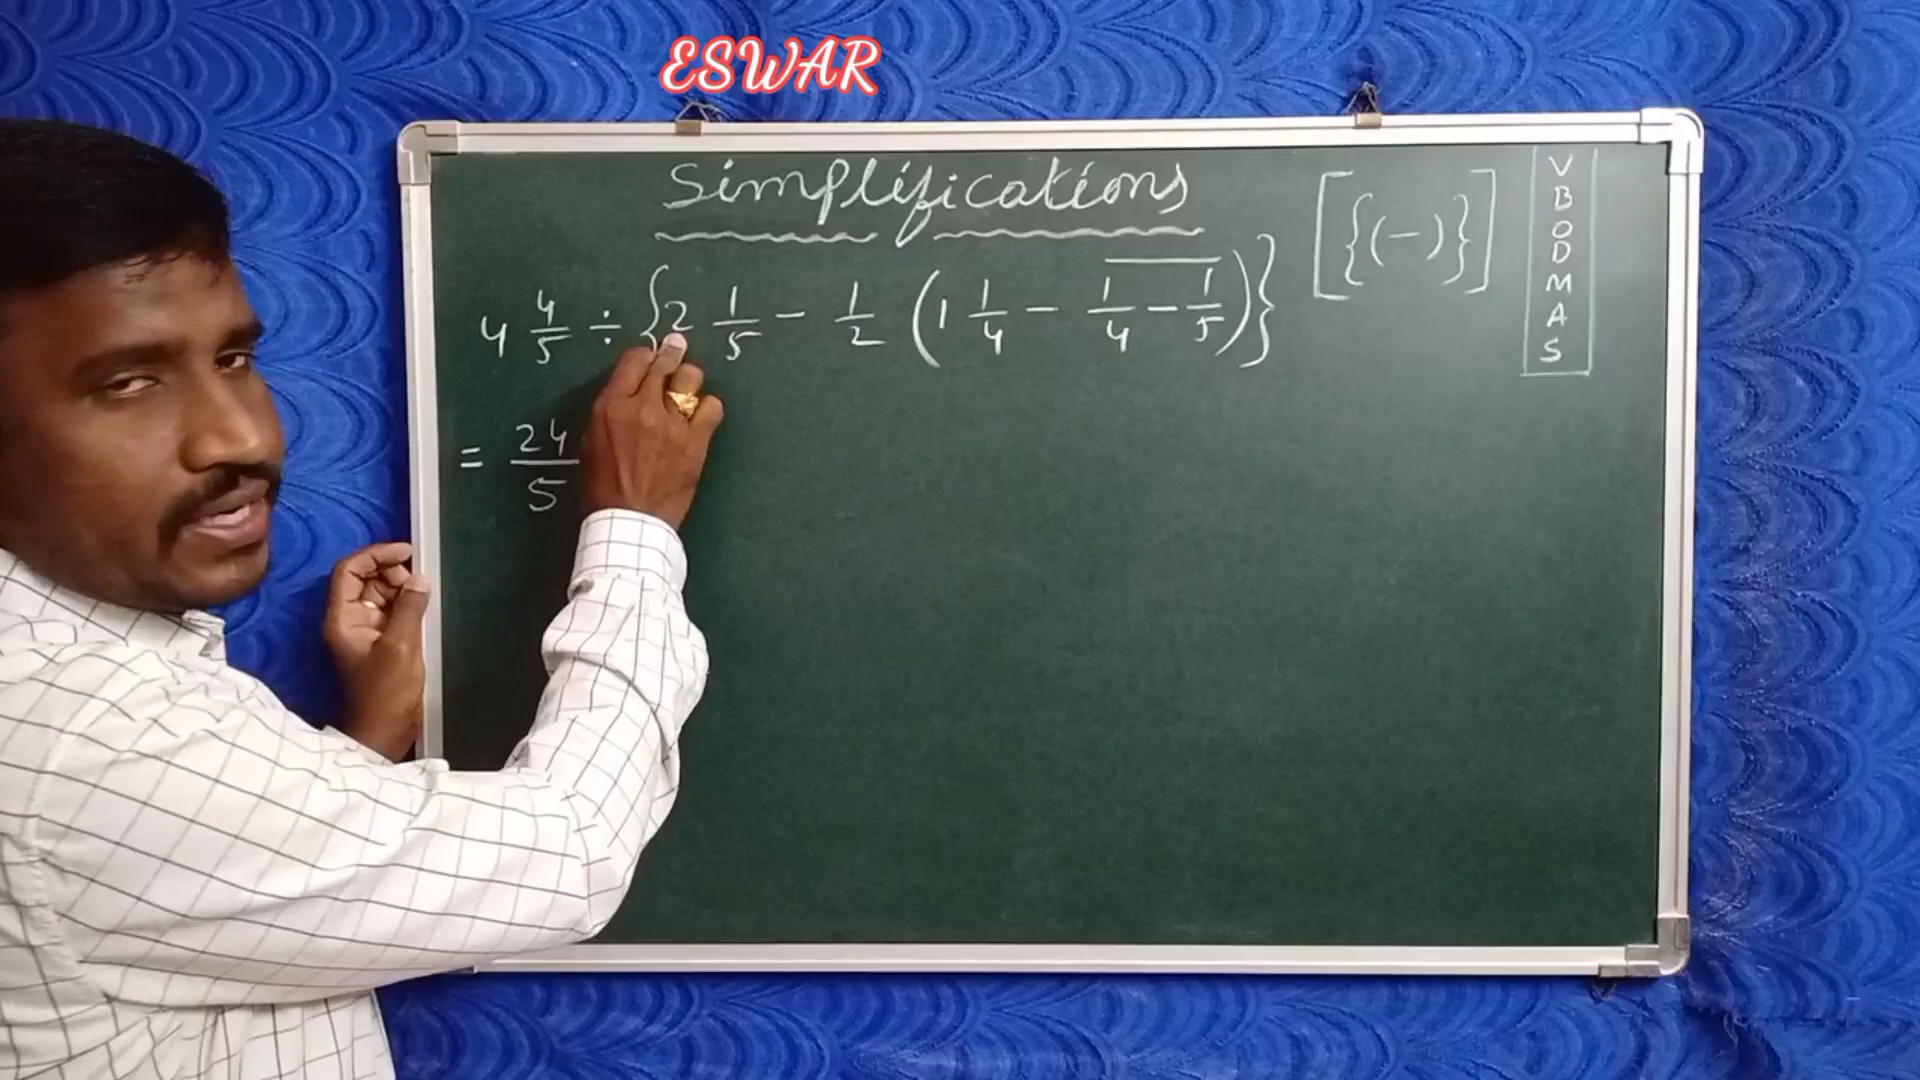 ESWAR
Simplifications
[{(-)}]
V
B
O
D
M
A
S
4 4/5 ÷ {2 1/5 - 1/2 (1 1/4 - 1/4 - 1/5)}
= 24/5